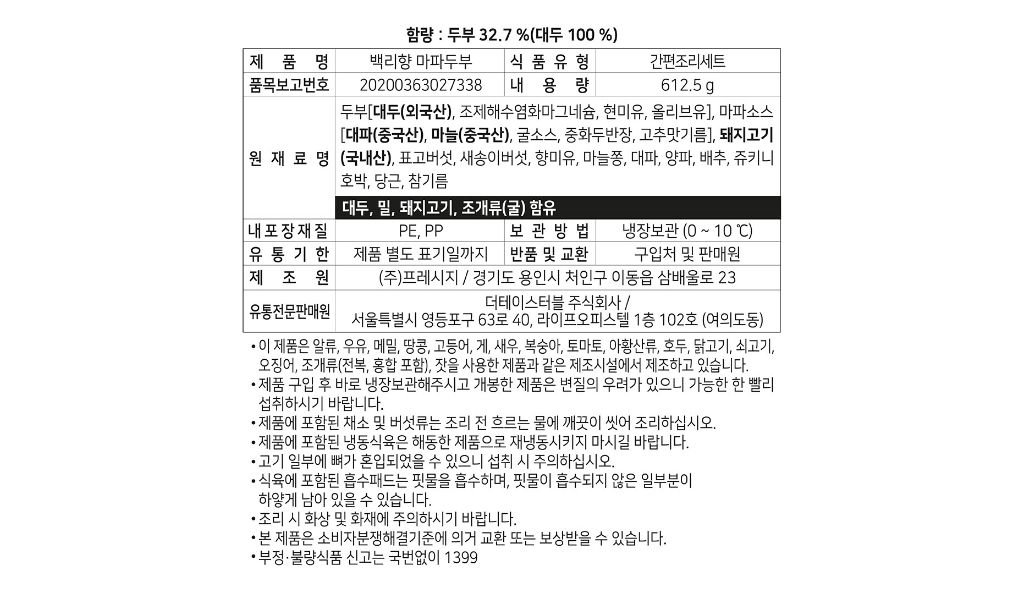 함량 : 두부 32.7 %(대두 100 %)
제 품 명 백리향 마파두부 식 품 유 형 간편조리세트
품목보고번호 20200363027338 내 용 량 612.5 g
원 재 료 명
두부[대두(외국산), 조제해수염화마그네슘, 현미유, 올리브유], 마파소스
[대파(중국산), 마늘(중국산), 굴소스, 중화두반장, 고추맛기름], 돼지고기
(국내산), 표고버섯, 새송이버섯, 향미유, 마늘쫑, 대파, 양파, 배추, 쥬키니
호박, 당근, 참기름
대두, 밀, 돼지고기, 조개류(굴) 함유
내포장재질 PE, PP 보 관 방 법 냉장보관 (0 ~ 10 ℃)
유 통 기 한 제품 별도 표기일까지 반품 및 교환 구입처 및 판매원
제 조 원 (주)프레시지 / 경기도 용인시 처인구 이동읍 삼배울로 23
유통전문판매원
더테이스터블 주식회사 /
서울특별시 영등포구 63로 40, 라이프오피스텔 1층 102호 (여의도동)
• 이 제품은 알류, 우유, 메밀, 땅콩, 고등어, 게, 새우, 복숭아, 토마토, 아황산류, 호두, 닭고기, 쇠고기,
오징어, 조개류(전복, 홍합 포함), 잣을 사용한 제품과 같은 제조시설에서 제조하고 있습니다.
• 제품 구입 후 바로 냉장보관해주시고 개봉한 제품은 변질의 우려가 있으니 가능한 한 빨리
섭취하시기 바랍니다.
• 제품에 포함된 채소 및 버섯류는 조리 전 흐르는 물에 깨끗이 씻어 조리하십시오.
• 제품에 포함된 냉동식육은 해동한 제품으로 재냉동시키지 마시길 바랍니다.
• 고기 일부에 뼈가 혼입되었을 수 있으니 섭취 시 주의하십시오.
• 식육에 포함된 흡수패드는 핏물을 흡수하며, 핏물이 흡수되지 않은 일부분이
하얗게 남아 있을 수 있습니다.
• 조리 시 화상 및 화재에 주의하시기 바랍니다.
• 본 제품은 소비자분쟁해결기준에 의거 교환 또는 보상받을 수 있습니다.
• 부정·불량식품 신고는 국번없이 1399